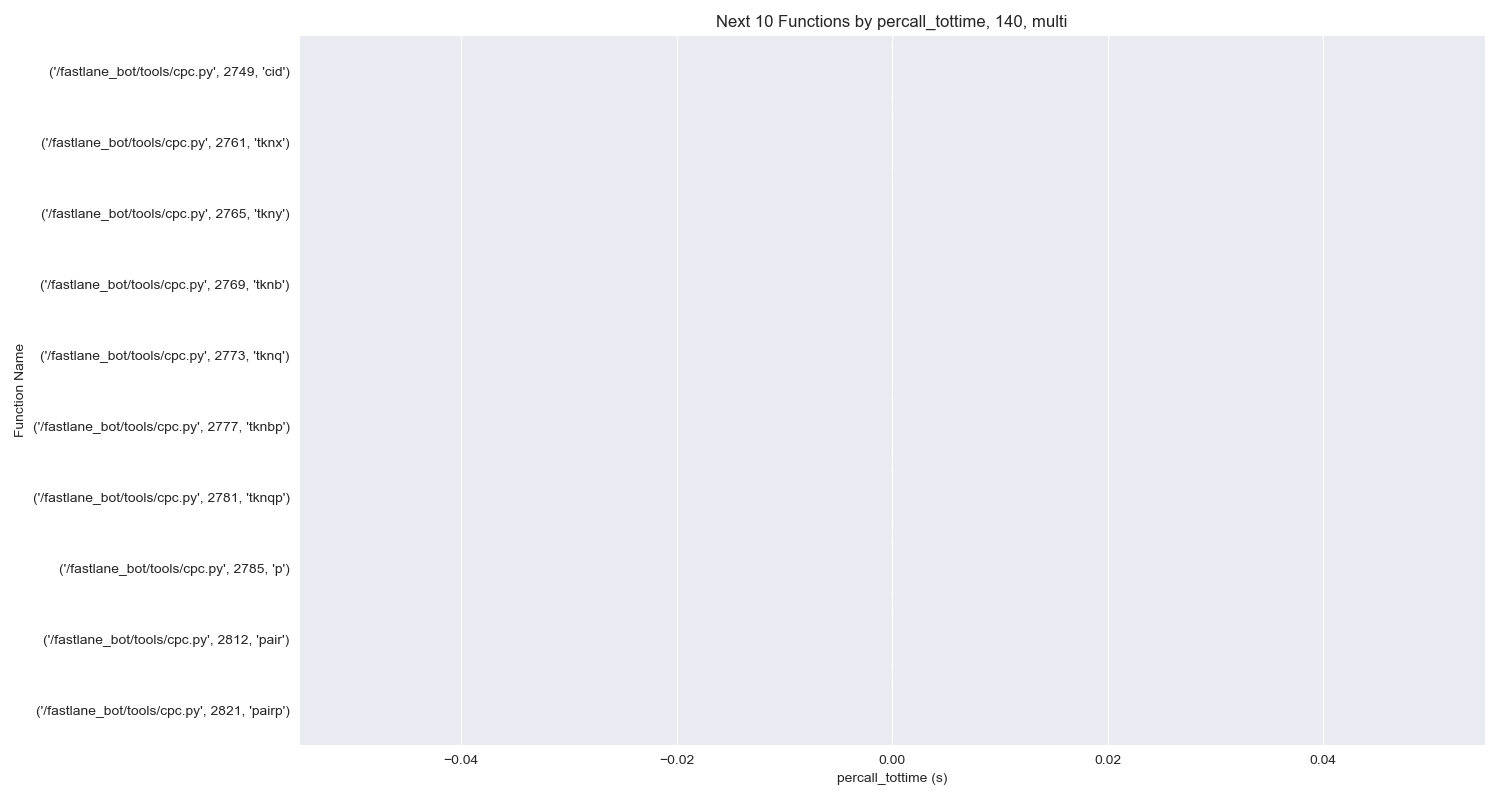 Next 10 Functions by percall_tottime, 140, multi
('/fastlane_bot/tools/cpc.py', 2749, 'cid')
('/fastlane_bot/tools/cpc.py', 2761, 'tknx')
('/fastlane_bot/tools/cpc.py', 2765, 'tkny')
('/fastlane_bot/tools/cpc.py', 2769, 'tknb')
('/fastlane_bot/tools/cpc.py', 2773, 'tknq')
('/fastlane_bot/tools/cpc.py', 2777, 'tknbp')
('/fastlane_bot/tools/cpc.py', 2781, 'tknqp')
('/fastlane_bot/tools/cpc.py', 2785, 'p')
('/fastlane_bot/tools/cpc.py', 2812, 'pair')
('/fastlane_bot/tools/cpc.py', 2821, 'pairp')
Function Name
−0.04 −0.02 0.00 0.02 0.04
percall_tottime (s)